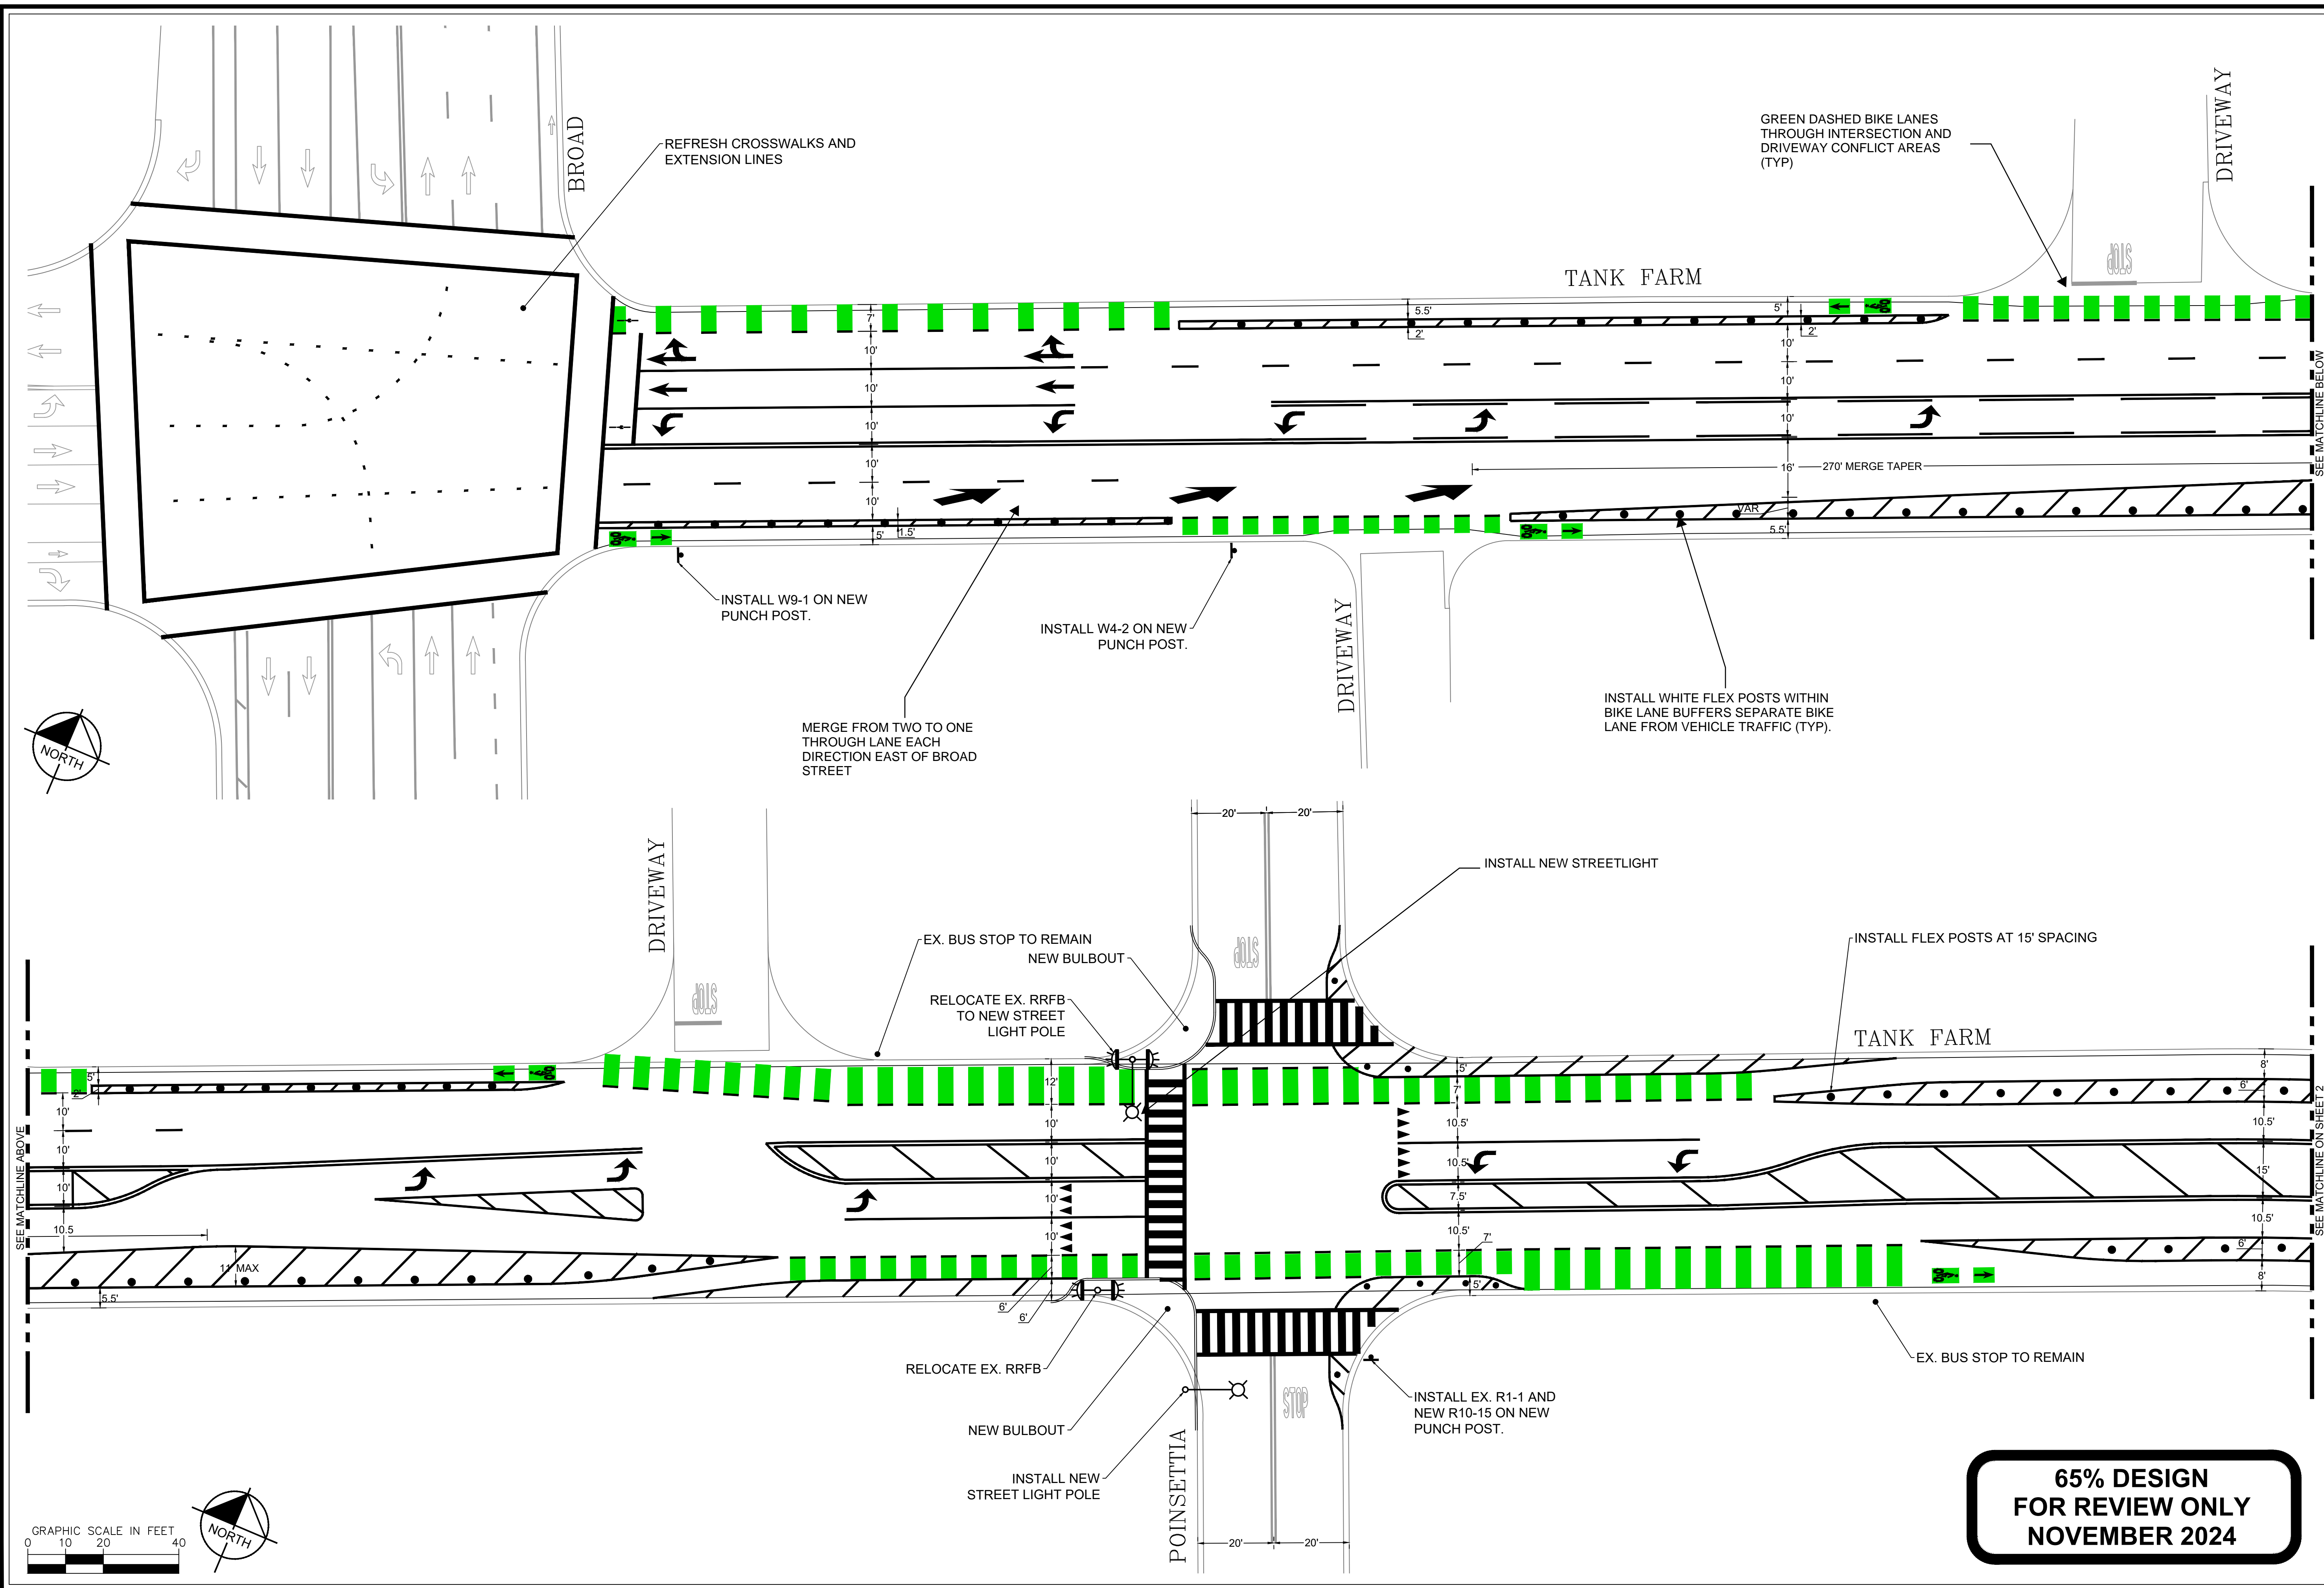 BROAD
REFRESH CROSSWALKS AND
EXTENSION LINES
GREEN DASHED BIKE LANES
THROUGH INTERSECTION AND
DRIVEWAY CONFLICT AREAS
(TYP)
DRIVEWAY
STOP
TANK FARM
7'
10'
10'
10'
10'
10'
5'
1.5'
5.5'
2'
5'
2'
10'
10'
10'
16'
270' MERGE TAPER
VAR
5.5'
SEE MATCHLINE BELOW
INSTALL W9-1 ON NEW
PUNCH POST.
INSTALL W4-2 ON NEW
PUNCH POST.
DRIVEWAY
MERGE FROM TWO TO ONE
THROUGH LANE EACH
DIRECTION EAST OF BROAD
STREET
INSTALL WHITE FLEX POSTS WITHIN
BIKE LANE BUFFERS SEPARATE BIKE
LANE FROM VEHICLE TRAFFIC (TYP).
NORTH
20'
20'
DRIVEWAY
STOP
INSTALL NEW STREETLIGHT
EX. BUS STOP TO REMAIN
NEW BULBOUT
RELOCATE EX. RRFB
TO NEW STREET
LIGHT POLE
STOP
INSTALL FLEX POSTS AT 15' SPACING
TANK FARM
SEE MATCHLINE ABOVE
5'
2'
10'
10'
10'
10.5
11' MAX
5.5'
12'
10'
10'
10'
10'
6'
6'
5'
7'
10.5'
10.5'
7.5'
10.5'
7'
5'
8'
6'
10.5'
15'
10.5'
6'
8'
SEE MATCHLINE ON SHEET 2
RELOCATE EX. RRFB
NEW BULBOUT
INSTALL NEW
STREET LIGHT POLE
POINSETTIA
STOP
INSTALL EX. R1-1 AND
NEW R10-15 ON NEW
PUNCH POST.
EX. BUS STOP TO REMAIN
20'
20'
GRAPHIC SCALE IN FEET
0 10 20 40
NORTH
65% DESIGN
FOR REVIEW ONLY
NOVEMBER 2024